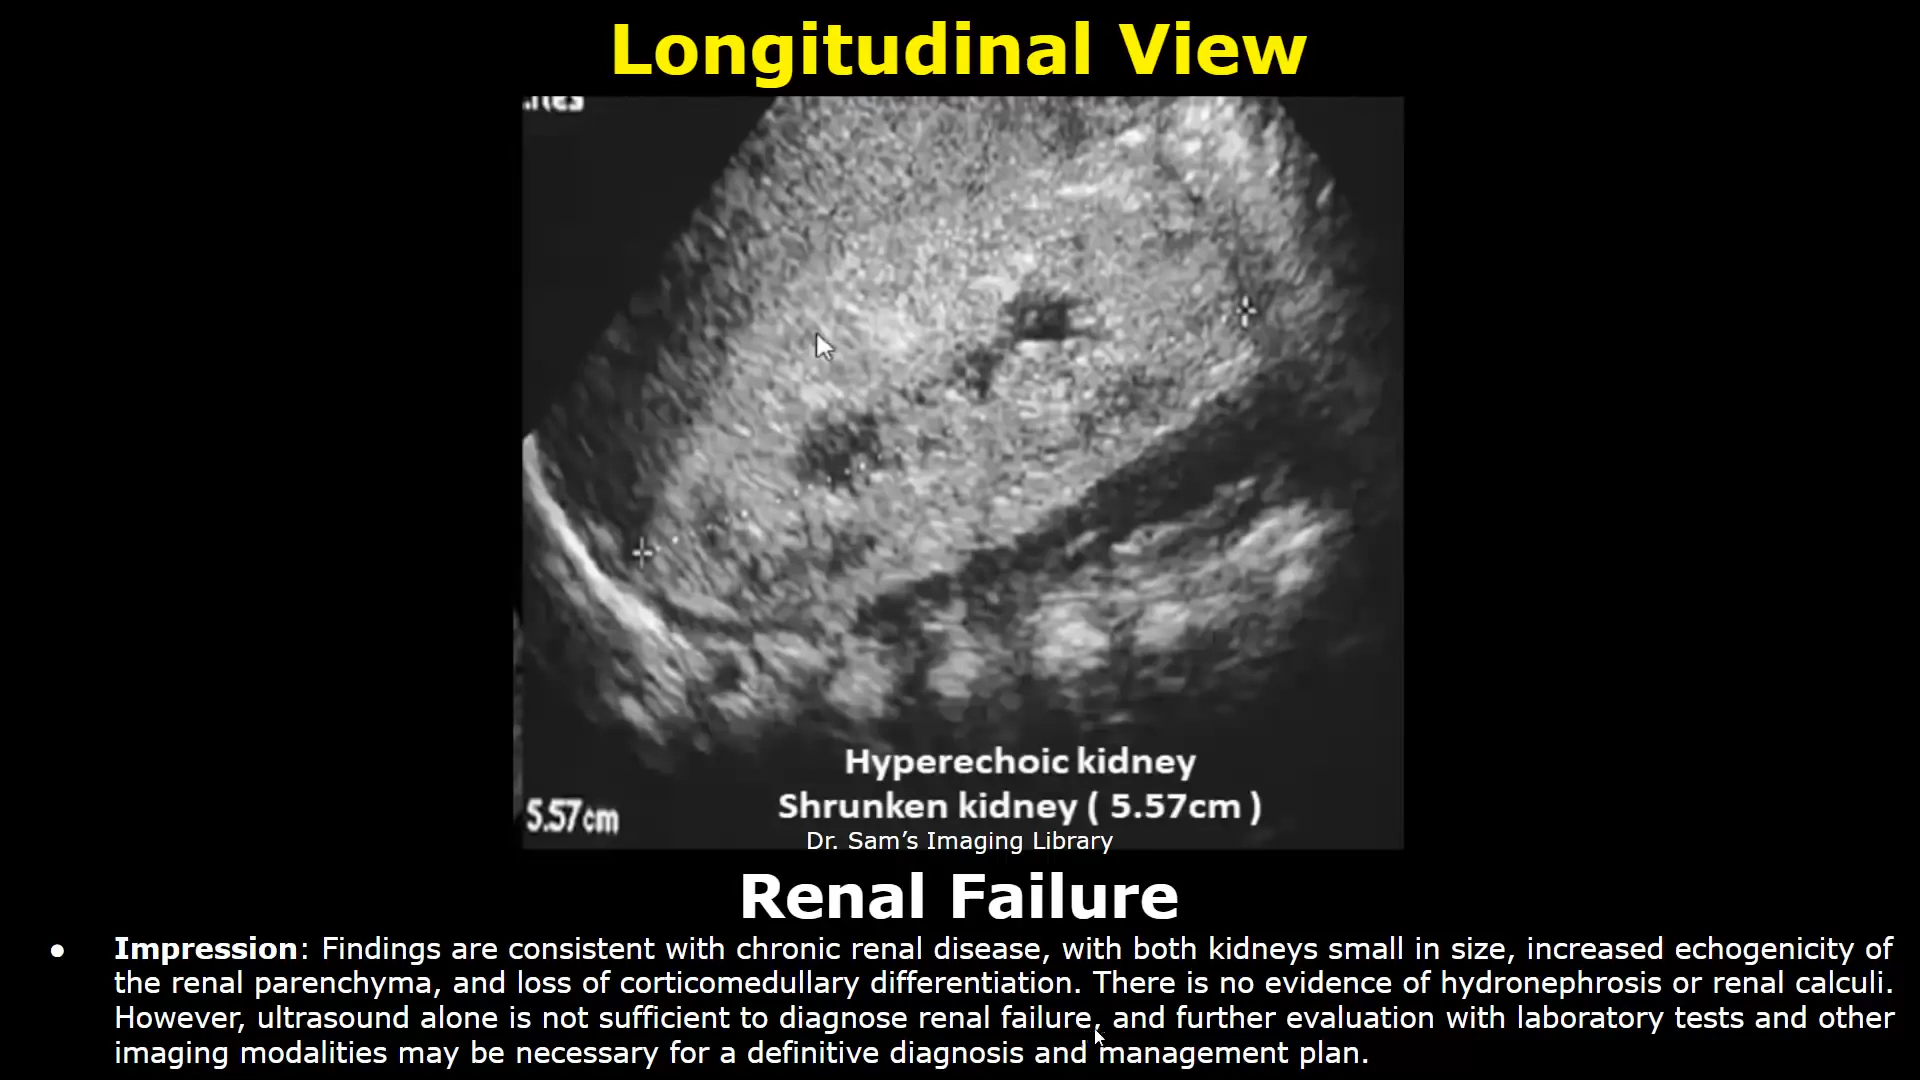 Longitudinal View
5.57cm
Hyperechoic kidney
Shrunken kidney ( 5.57cm )
Dr. Sam’s Imaging Library
Renal Failure
● Impression: Findings are consistent with chronic renal disease, with both kidneys small in size, increased echogenicity of
the renal parenchyma, and loss of corticomedullary differentiation. There is no evidence of hydronephrosis or renal calculi.
However, ultrasound alone is not sufficient to diagnose renal failure, and further evaluation with laboratory tests and other
imaging modalities may be necessary for a definitive diagnosis and management plan.